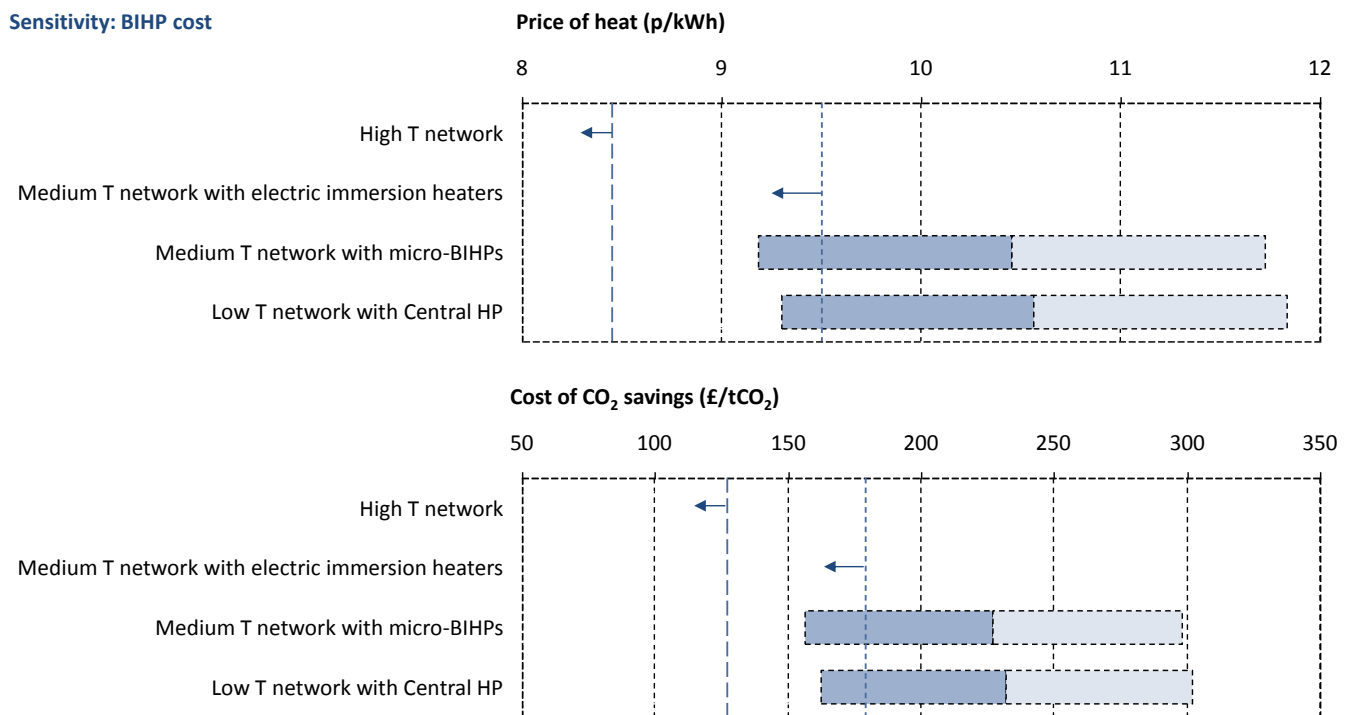 Sensitivity: BIHP cost
Price of heat (p/kWh)
8 9 10 11 12
High T network
Medium T network with electric immersion heaters
Medium T network with micro-BIHPs
Low T network with Central HP
Cost of CO₂ savings (£/tCO₂)
50 100 150 200 250 300 350
High T network
Medium T network with electric immersion heaters
Medium T network with micro-BIHPs
Low T network with Central HP